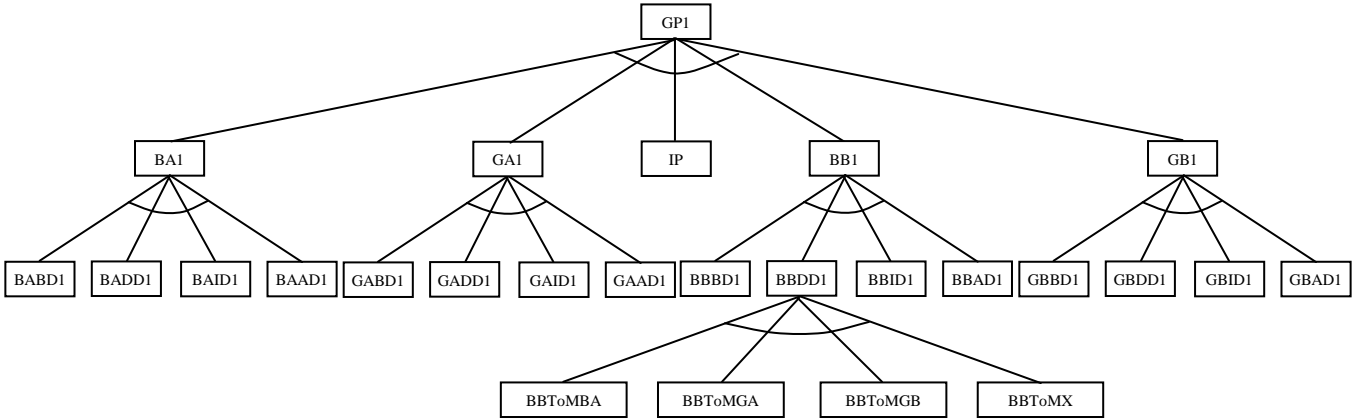 GP1
BA1 GA1 IP BB1 GB1
BABD1 BADD1 BAID1 BAAD1 GABD1 GADD1 GAID1 GAAD1 BBBD1 BBDD1 BBID1 BBAD1 GBBD1 GBDD1 GBID1 GBAD1
BBToMBA BBToMGA BBToMGB BBToMX